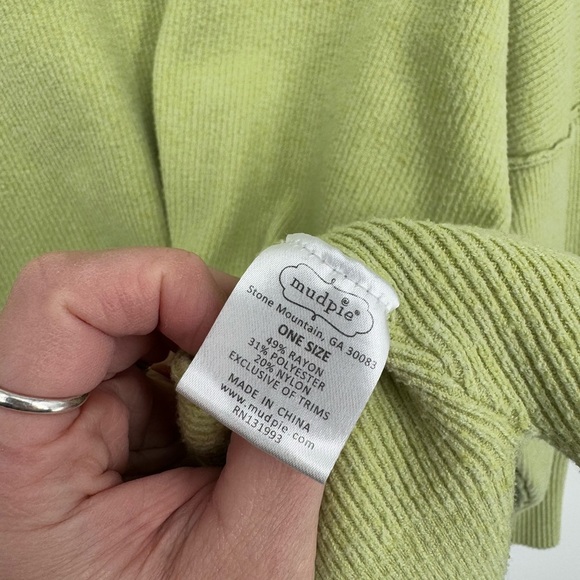 mudpie®
Stone Mountain, GA 30083
ONE SIZE
49% RAYON
31% POLYESTER
20% NYLON
EXCLUSIVE OF TRIMS
MADE IN CHINA
www.mudpie.com
RN131993